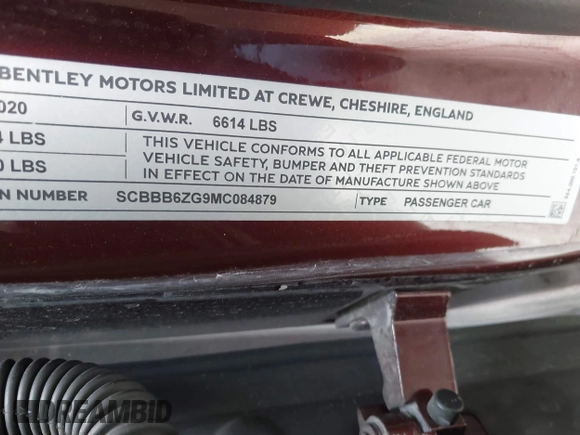 BENTLEY MOTORS LIMITED AT CREWE, CHESHIRE, ENGLAND
020 G.V.W.R. 6614 LBS
4 LBS THIS VEHICLE CONFORMS TO ALL APPLICABLE FEDERAL MOTOR
0 LBS VEHICLE SAFETY, BUMPER AND THEFT PREVENTION STANDARDS
IN EFFECT ON THE DATE OF MANUFACTURE SHOWN ABOVE
N NUMBER SCBBB6ZG9MC084879 TYPE PASSENGER CAR
DREAMBID